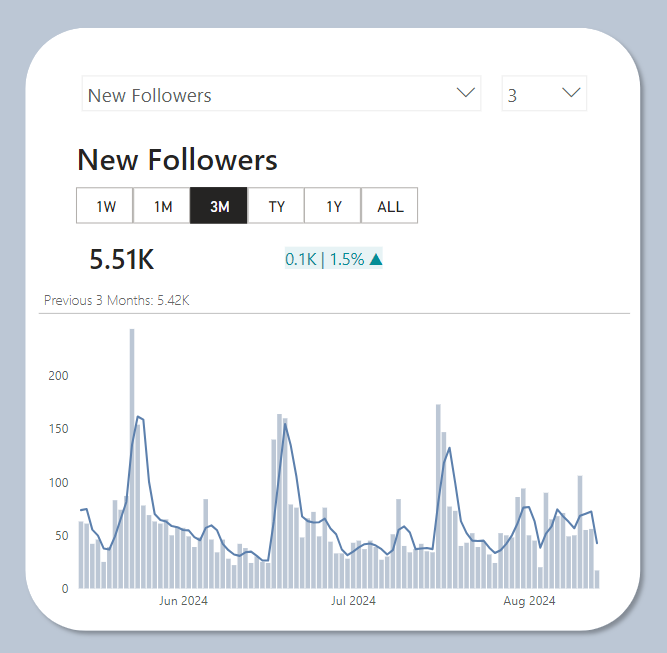 New Followers 3
New Followers
1W 1M 3M TY 1Y ALL
5.51K 0.1K | 1.5% ▲
Previous 3 Months: 5.42K
200
150
100
50
0
Jun 2024 Jul 2024 Aug 2024